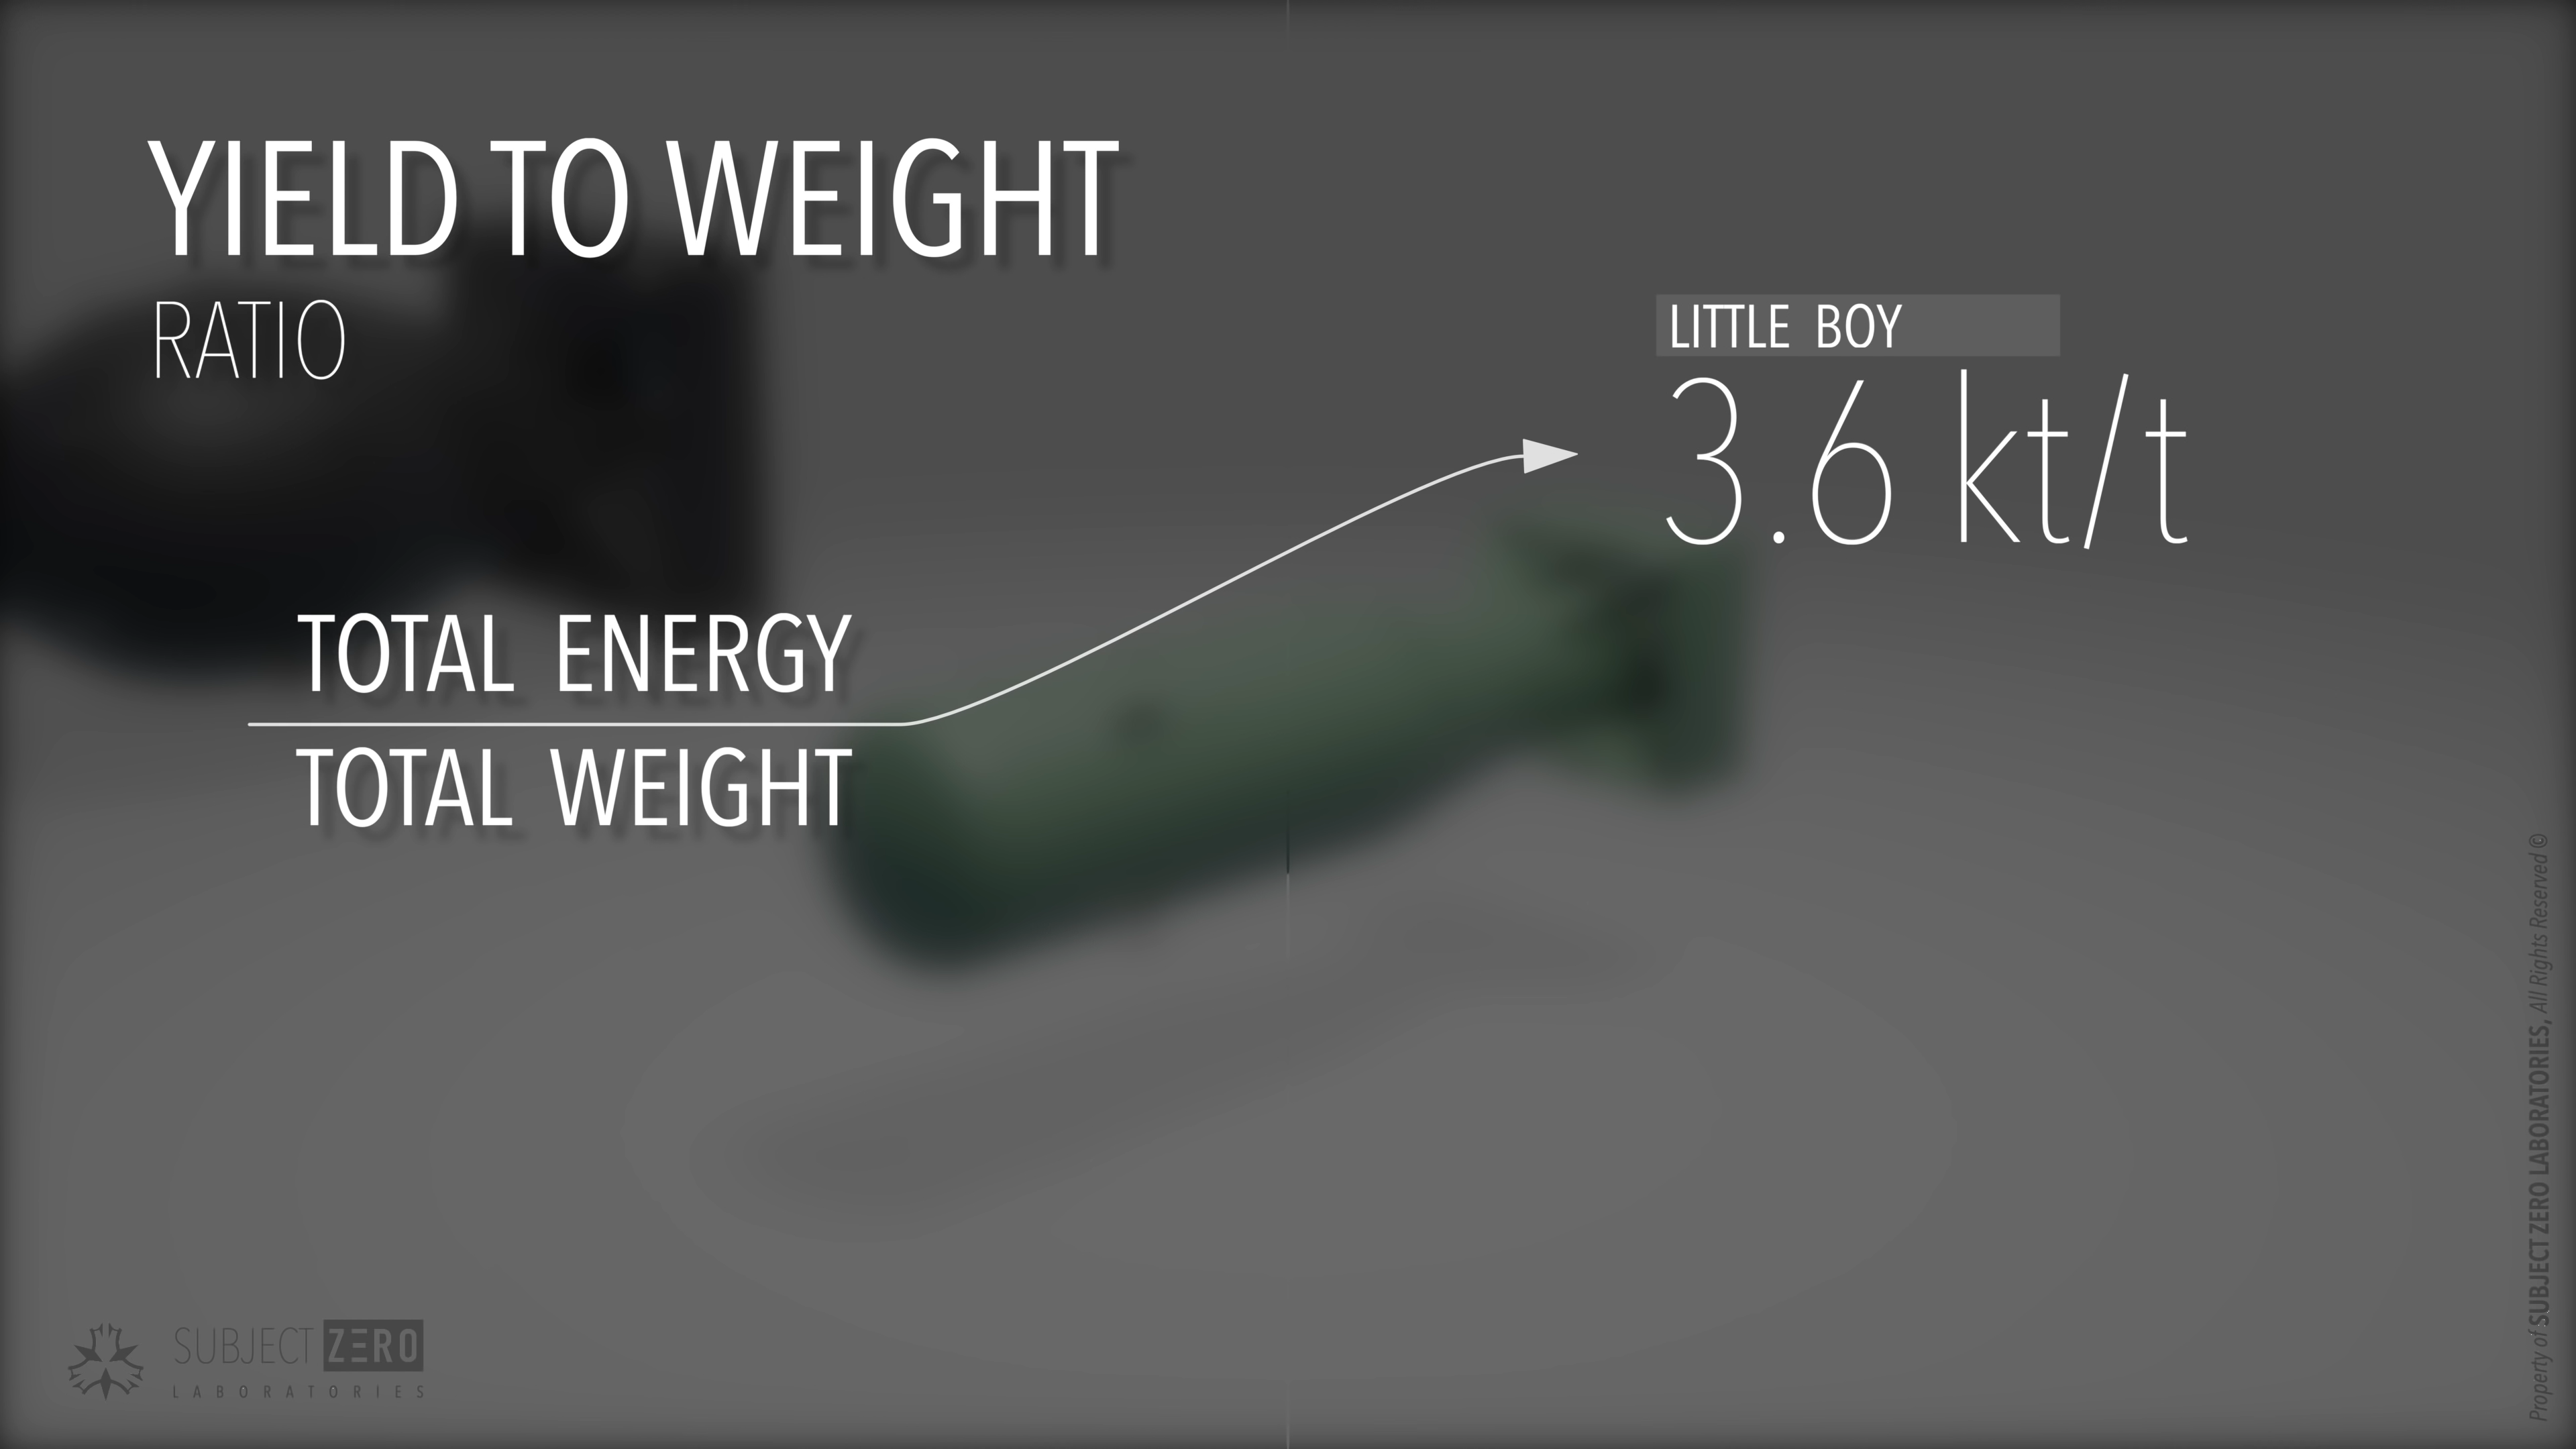 YIELD TO WEIGHT
RATIO
LITTLE BOY
3.6 kt/t
TOTAL ENERGY
TOTAL WEIGHT
SUBJECT ZERO
LABORATORIES
Property of SUBJECT ZERO LABORATORIES, All Rights Reserved ©